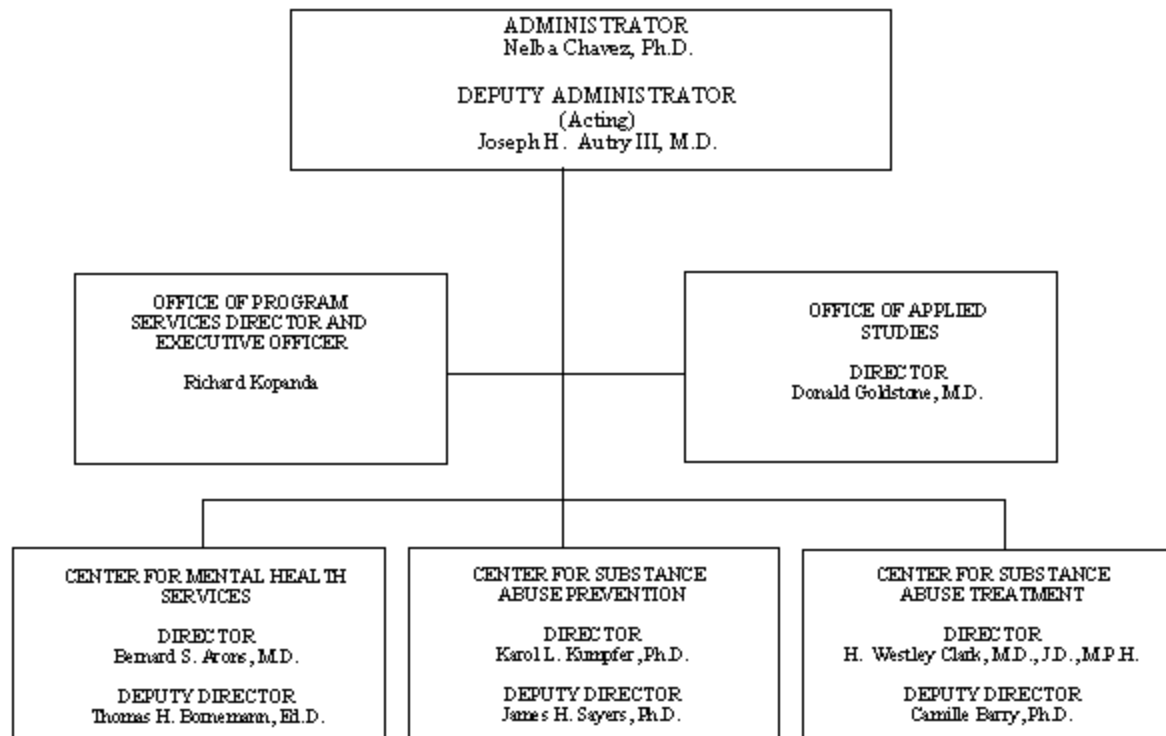 ADMINISTRATOR
Nelba Chavez, Ph.D.
DEPUTY ADMINISTRATOR
(Acting)
Joseph H. Autry III, M.D.
OFFICE OF PROGRAM
SERVICES DIRECTOR AND
EXECUTIVE OFFICER
Richard Kopanda
OFFICE OF APPLIED
STUDIES
DIRECTOR
Donald Goldstone, M.D.
CENTER FOR MENTAL HEALTH
SERVICES
DIRECTOR
Bernard S. Arons, M.D.
DEPUTY DIRECTOR
Thomas H. Bornemann, Ed.D.
CENTER FOR SUBSTANCE
ABUSE PREVENTION
DIRECTOR
Karol L. Kumpfer, Ph.D.
DEPUTY DIRECTOR
James H. Sayers, Ph.D.
CENTER FOR SUBSTANCE
ABUSE TREATMENT
DIRECTOR
H. Westley Clark, M.D., J.D., M.P.H.
DEPUTY DIRECTOR
Camille Barry, Ph.D.